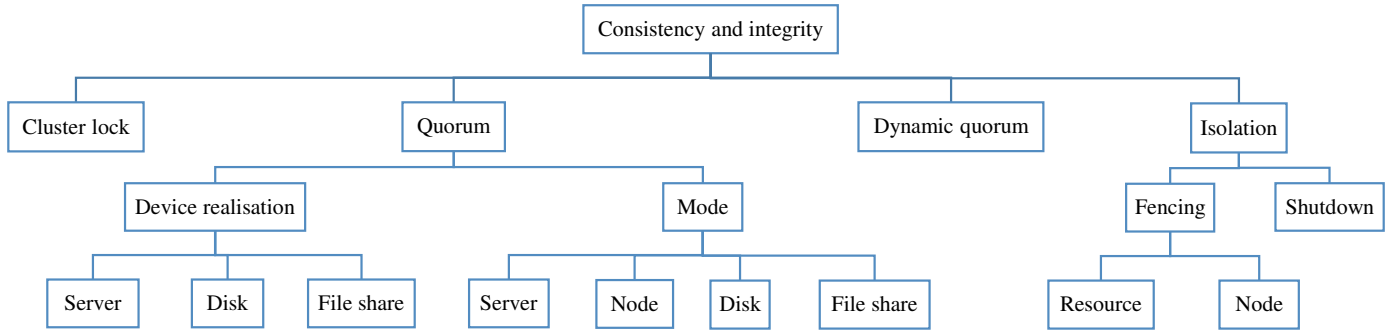 Consistency and integrity
Cluster lock
Quorum
Dynamic quorum
Isolation
Device realisation
Mode
Fencing
Shutdown
Server
Disk
File share
Server
Node
Disk
File share
Resource
Node